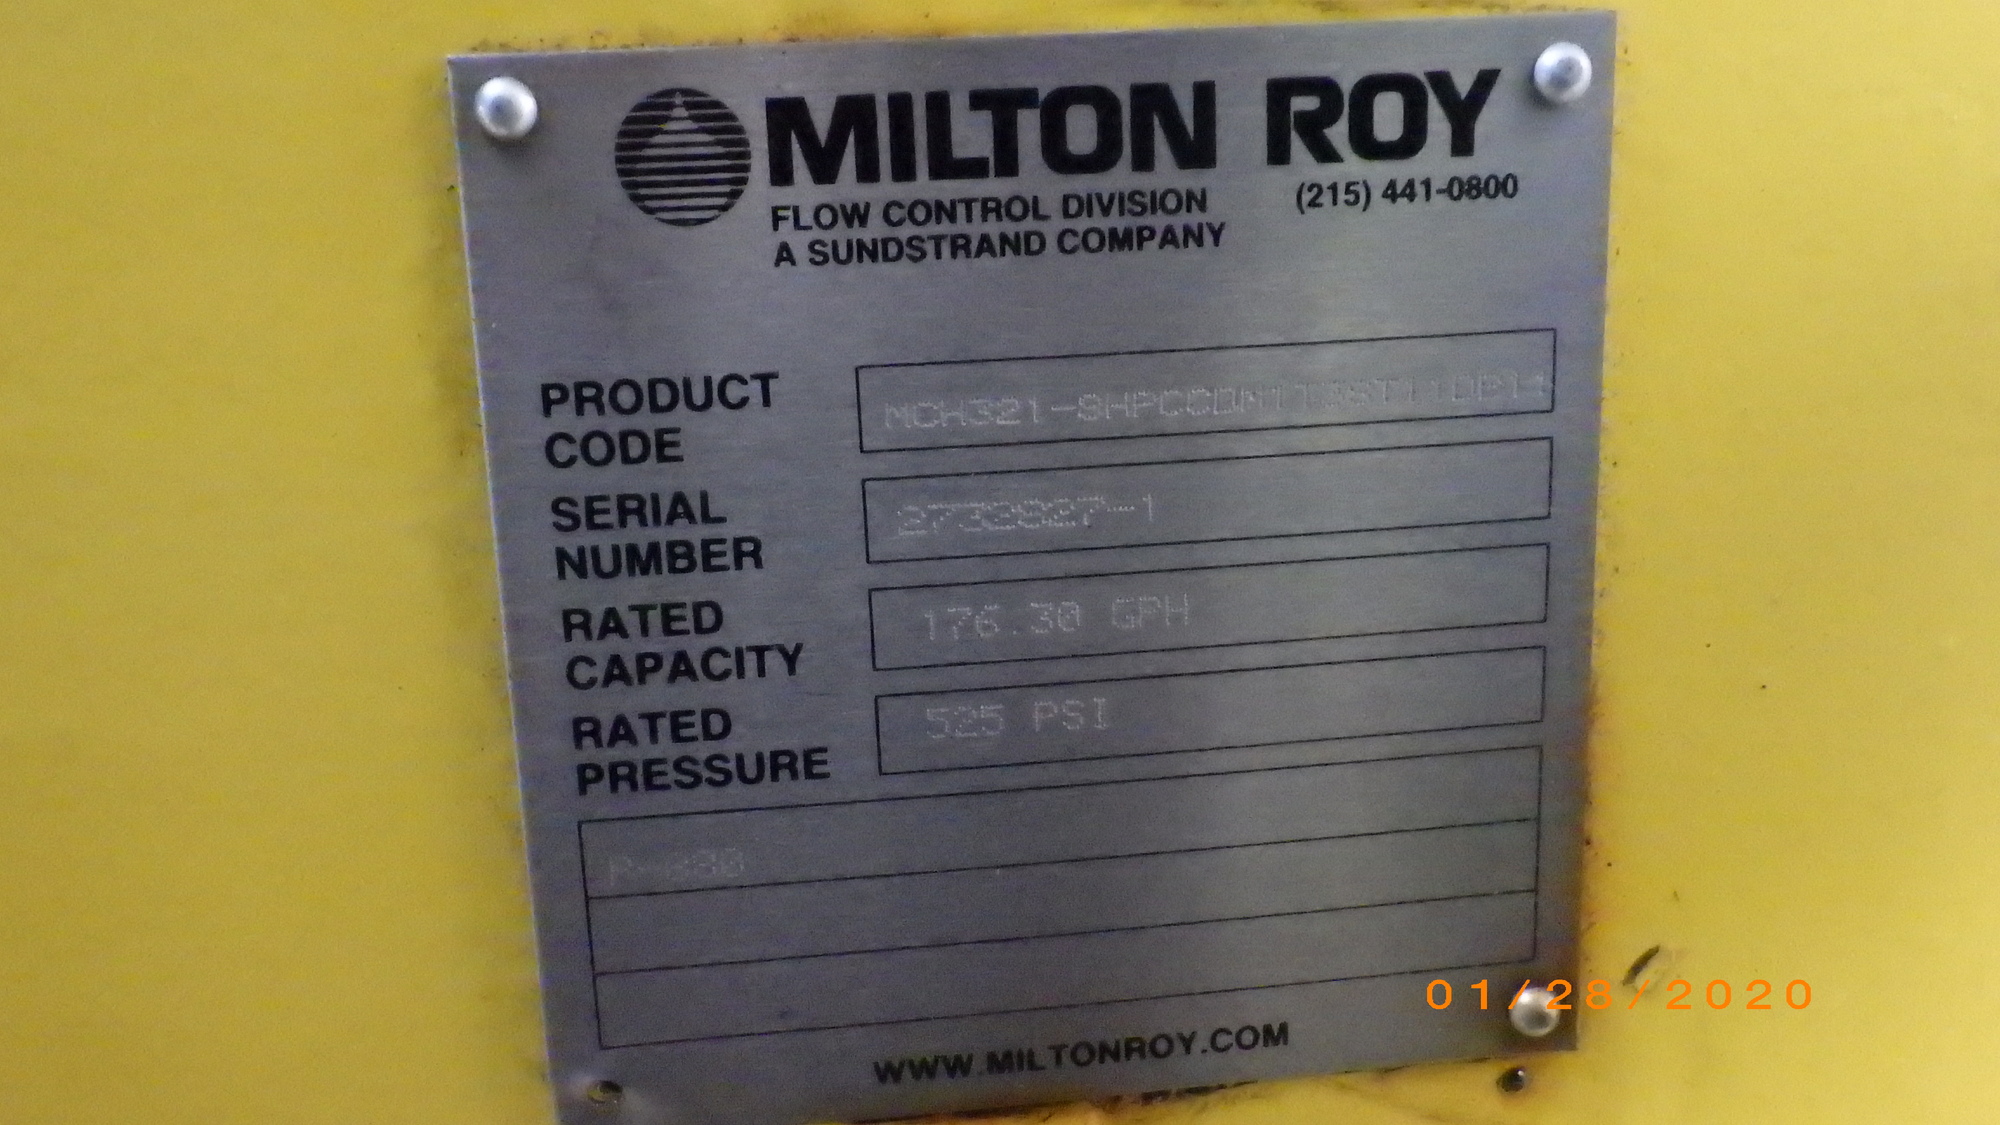 MILTON ROY
FLOW CONTROL DIVISION (215) 441-0800
A SUNDSTRAND COMPANY
PRODUCT
CODE
SERIAL
NUMBER
RATED
CAPACITY
176.30 GPH
RATED
PRESSURE
525 PSI
WWW.MILTONROY.COM
01/28/2020